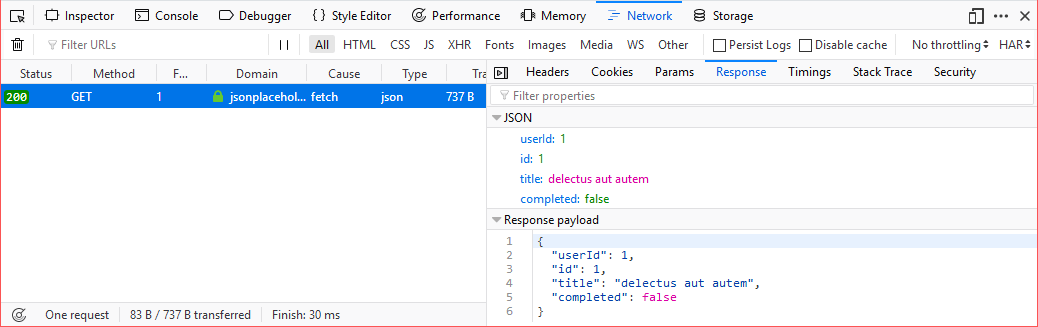 Inspector Console Debugger Style Editor Performance Memory Network Storage
Filter URLs All HTML CSS JS XHR Fonts Images Media WS Other Persist Logs Disable cache No throttling HAR
Status Method F... Domain Cause Type Tra
200 GET 1 jsonplacehol... fetch json 737 B
One request 83 B / 737 B transferred Finish: 30 ms
Headers Cookies Params Response Timings Stack Trace Security
Filter properties
JSON
userId: 1
id: 1
title: delectus aut autem
completed: false
Response payload
1 {
2 "userId": 1,
3 "id": 1,
4 "title": "delectus aut autem",
5 "completed": false
6 }